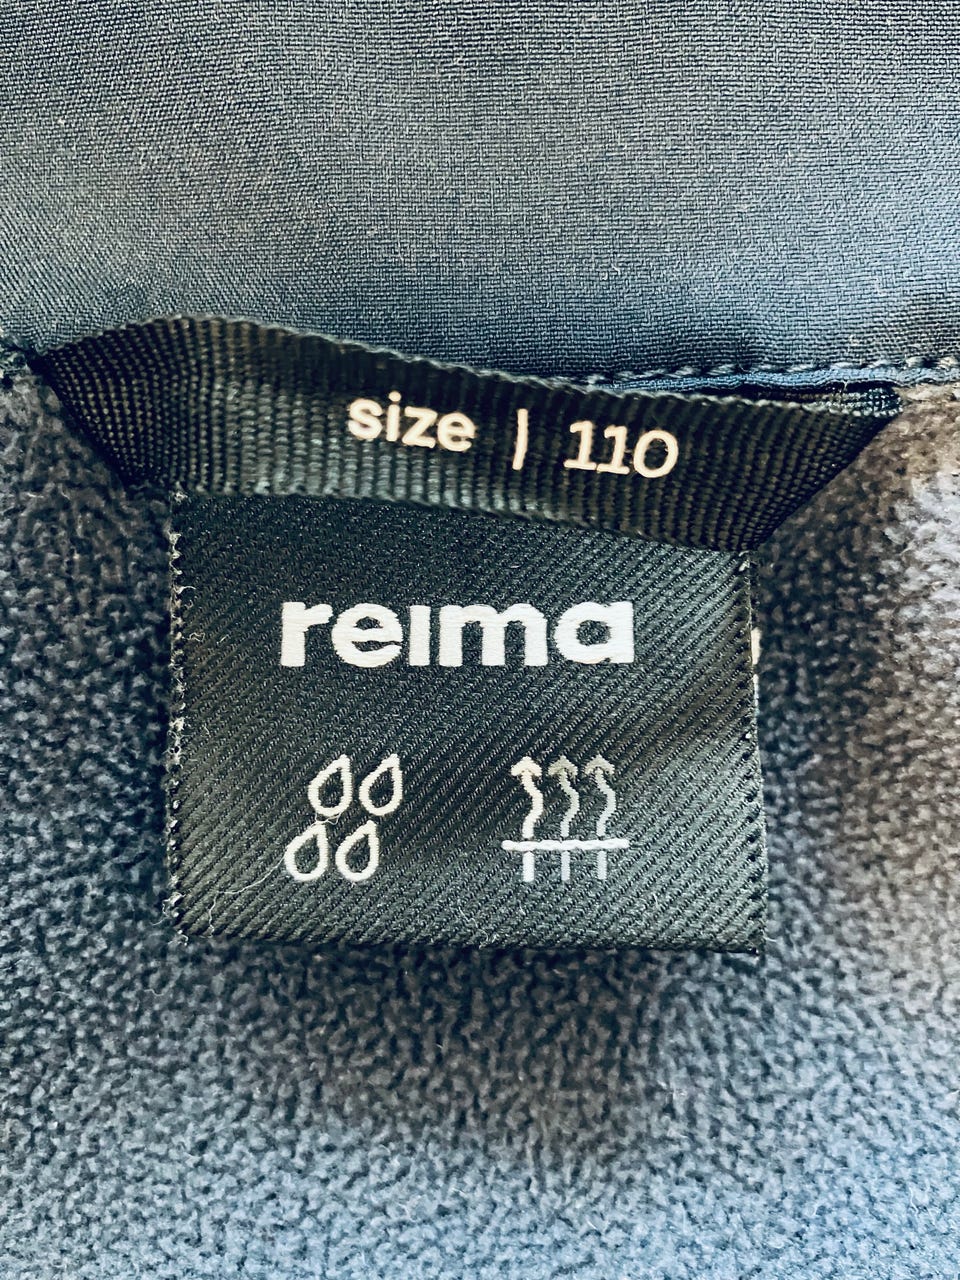 size | 110
reima